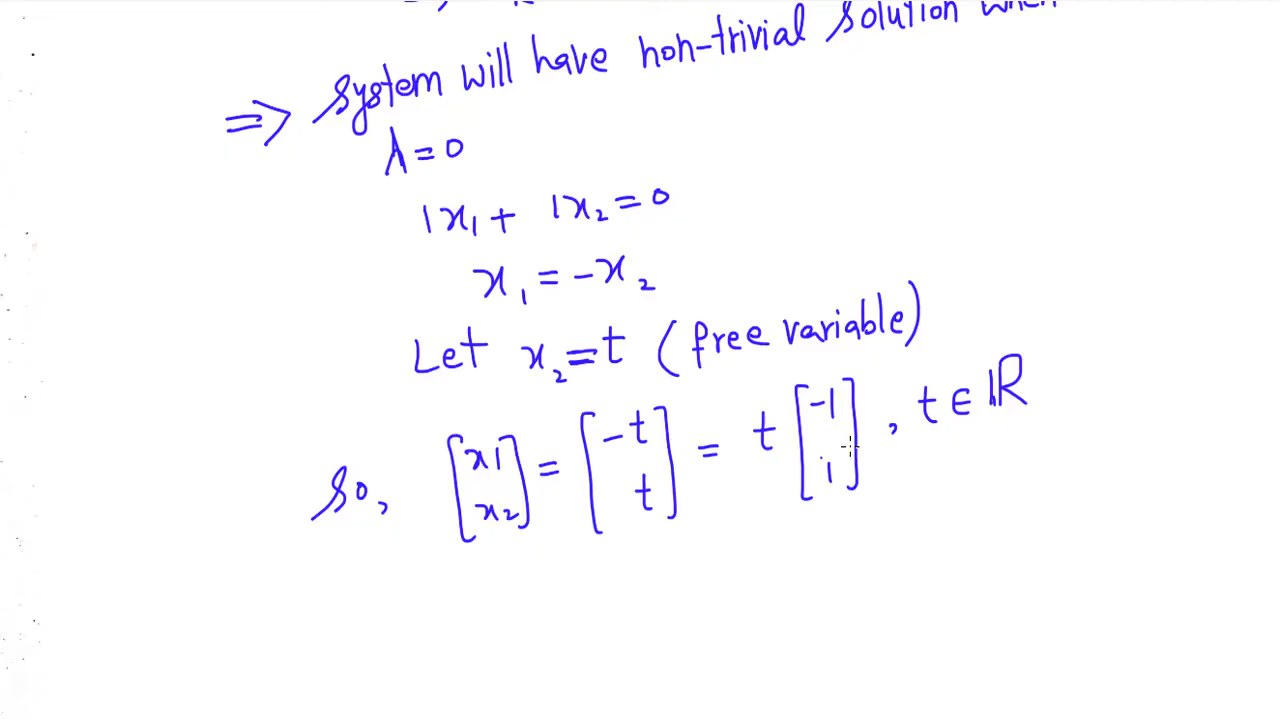 System will have non-trivial solution when
⇒
λ = 0
1x₁ + 1x₂ = 0
x₁ = -x₂
Let x₂ = t (free variable)
So, [x1 x2] = [-t t] = t [-1 1], t ∈ ℝ